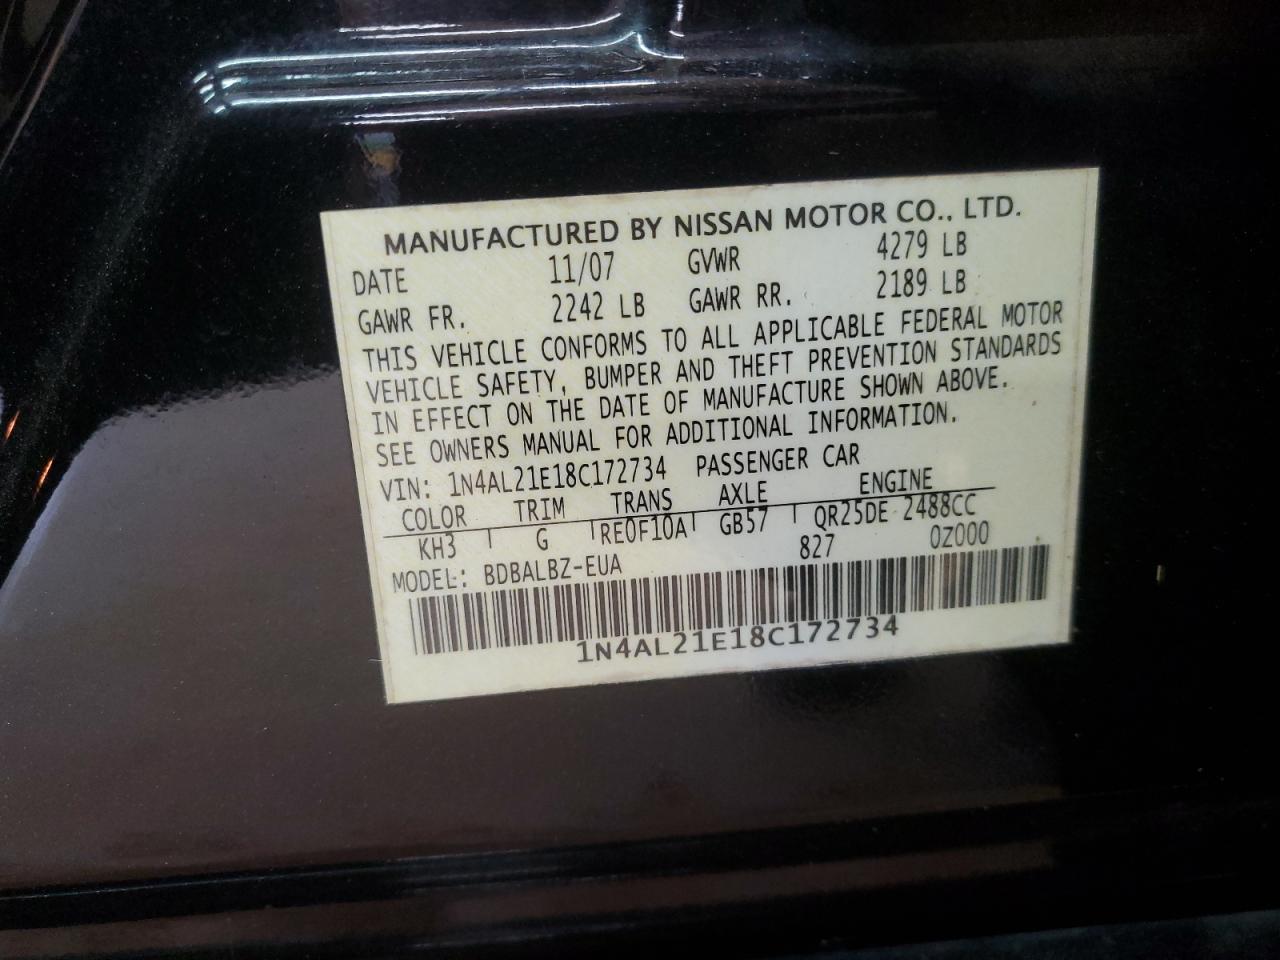 MANUFACTURED BY NISSAN MOTOR CO., LTD.
DATE 11/07 GVWR 4279 LB
GAWR FR. 2242 LB GAWR RR. 2189 LB
THIS VEHICLE CONFORMS TO ALL APPLICABLE FEDERAL MOTOR
VEHICLE SAFETY, BUMPER AND THEFT PREVENTION STANDARDS
IN EFFECT ON THE DATE OF MANUFACTURE SHOWN ABOVE.
SEE OWNERS MANUAL FOR ADDITIONAL INFORMATION.
VIN: 1N4AL21E18C172734 PASSENGER CAR
COLOR TRIM TRANS AXLE ENGINE
KH3 G RE0F10A GB57 QR25DE 2488CC
MODEL: BDBALBZ-EUA 827 0Z000
1N4AL21E18C172734